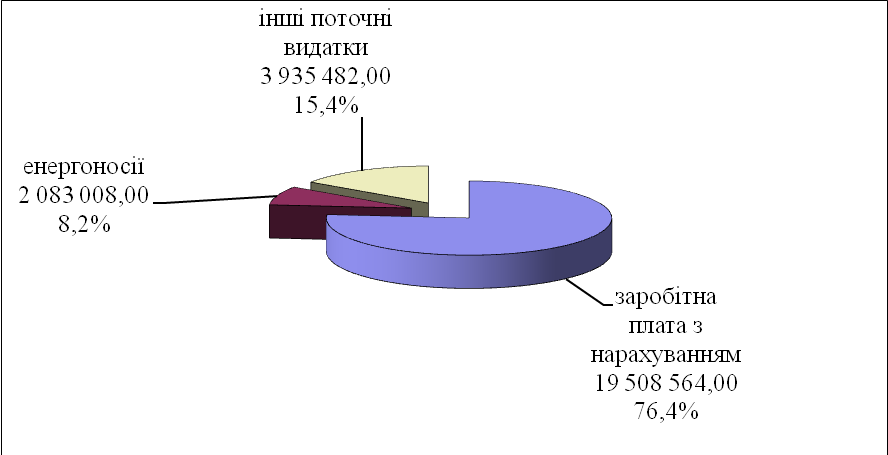 інші поточні
видатки
3 935 482,00
15,4%
енергоносії
2 083 008,00
8,2%
заробітна
плата з
нарахуванням
19 508 564,00
76,4%